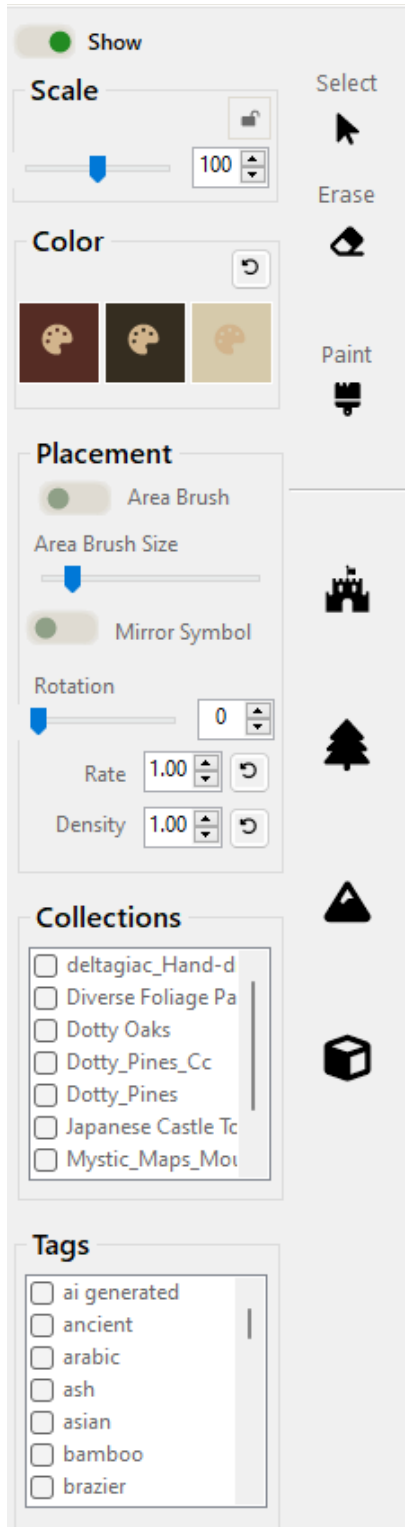 Show
Scale
100
Color
Placement
Area Brush
Area Brush Size
Mirror Symbol
Rotation
0
Rate 1.00
Density 1.00
Collections
deltagiac_Hand-d
Diverse Foliage Pa
Dotty Oaks
Dotty_Pines_Cc
Dotty_Pines
Japanese Castle Tc
Mystic_Maps_Mou
Tags
ai generated
ancient
arabic
ash
asian
bamboo
brazier
Select
Erase
Paint